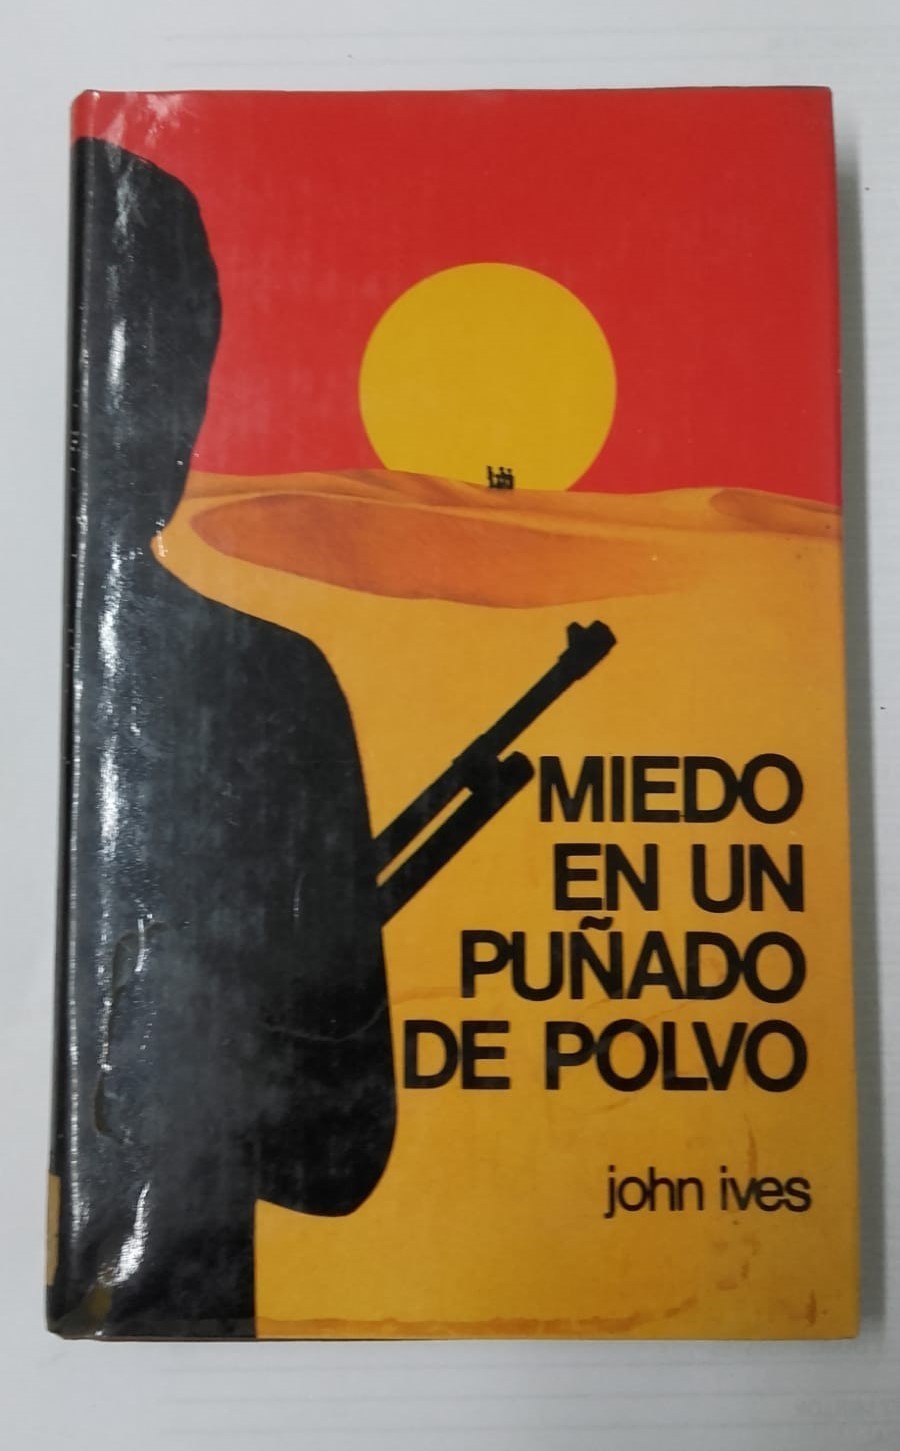 MIEDO
EN UN
PUÑADO
DE POLVO
john ives